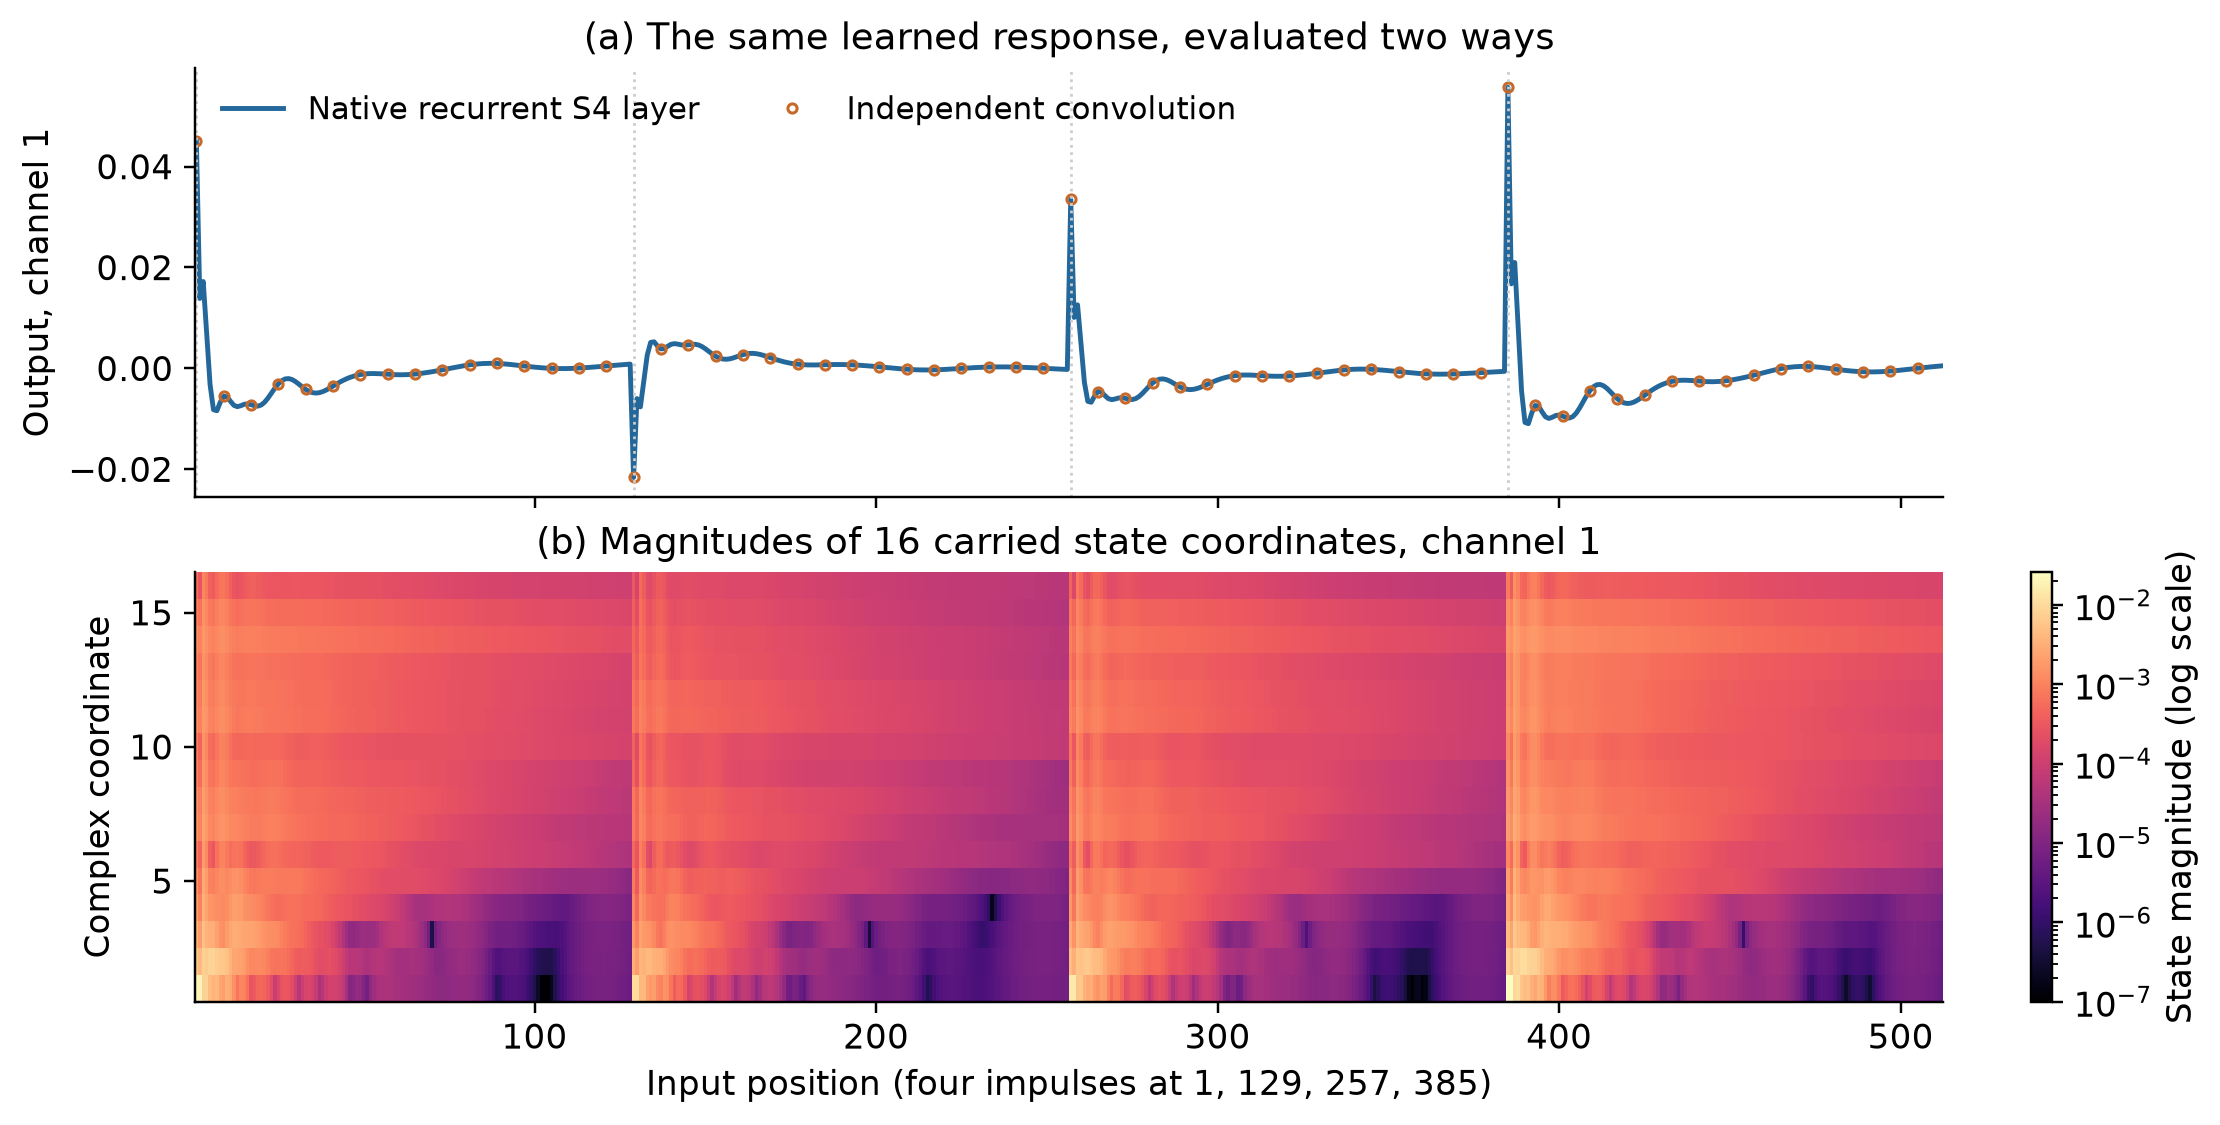 (a) The same learned response, evaluated two ways
Native recurrent S4 layer
Independent convolution
Output, channel 1
0.04
0.02
0.00
−0.02
(b) Magnitudes of 16 carried state coordinates, channel 1
Complex coordinate
15
10
5
100
200
300
400
500
Input position (four impulses at 1, 129, 257, 385)
10⁻²
10⁻³
10⁻⁴
10⁻⁵
10⁻⁶
10⁻⁷
State magnitude (log scale)